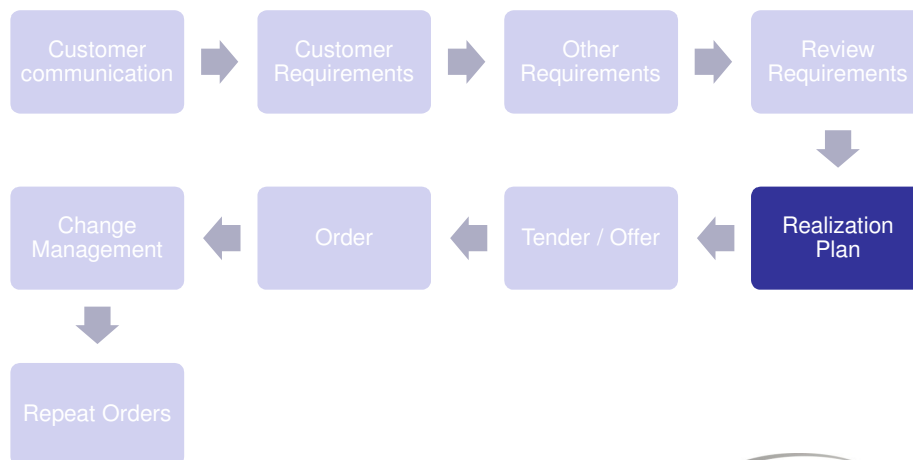 Customer
communication
Customer
Requirements
Other
Requirements
Review
Requirements
Realization
Plan
Tender / Offer
Order
Change
Management
Repeat Orders